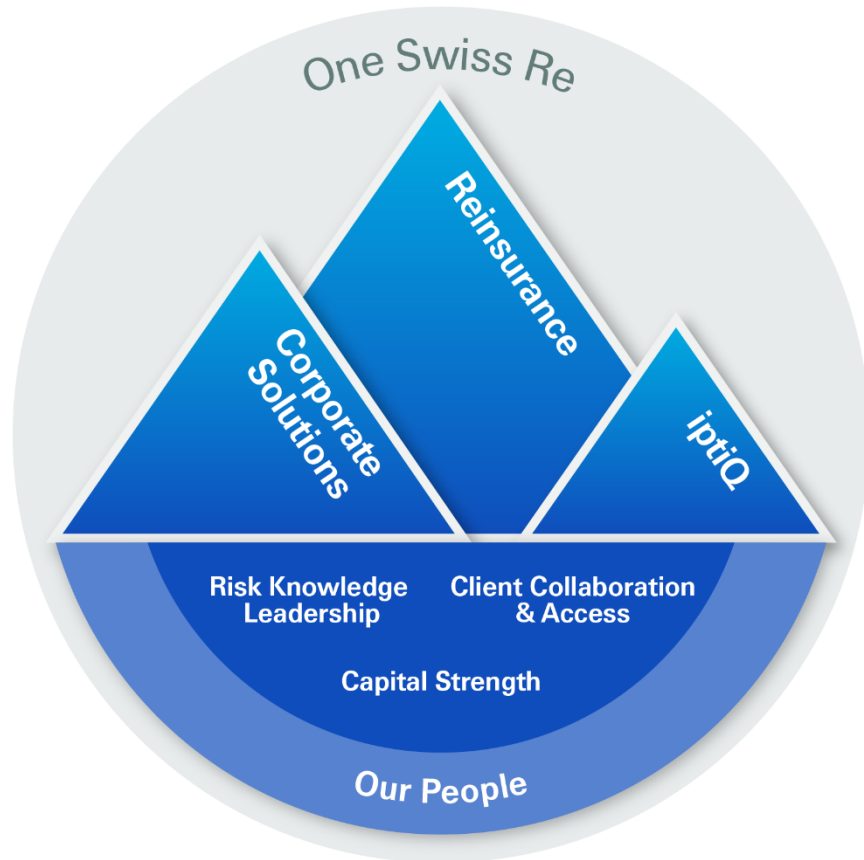 One Swiss Re
Reinsurance
Corporate
Solutions
iptiQ
Risk Knowledge
Leadership
Client Collaboration
& Access
Capital Strength
Our People